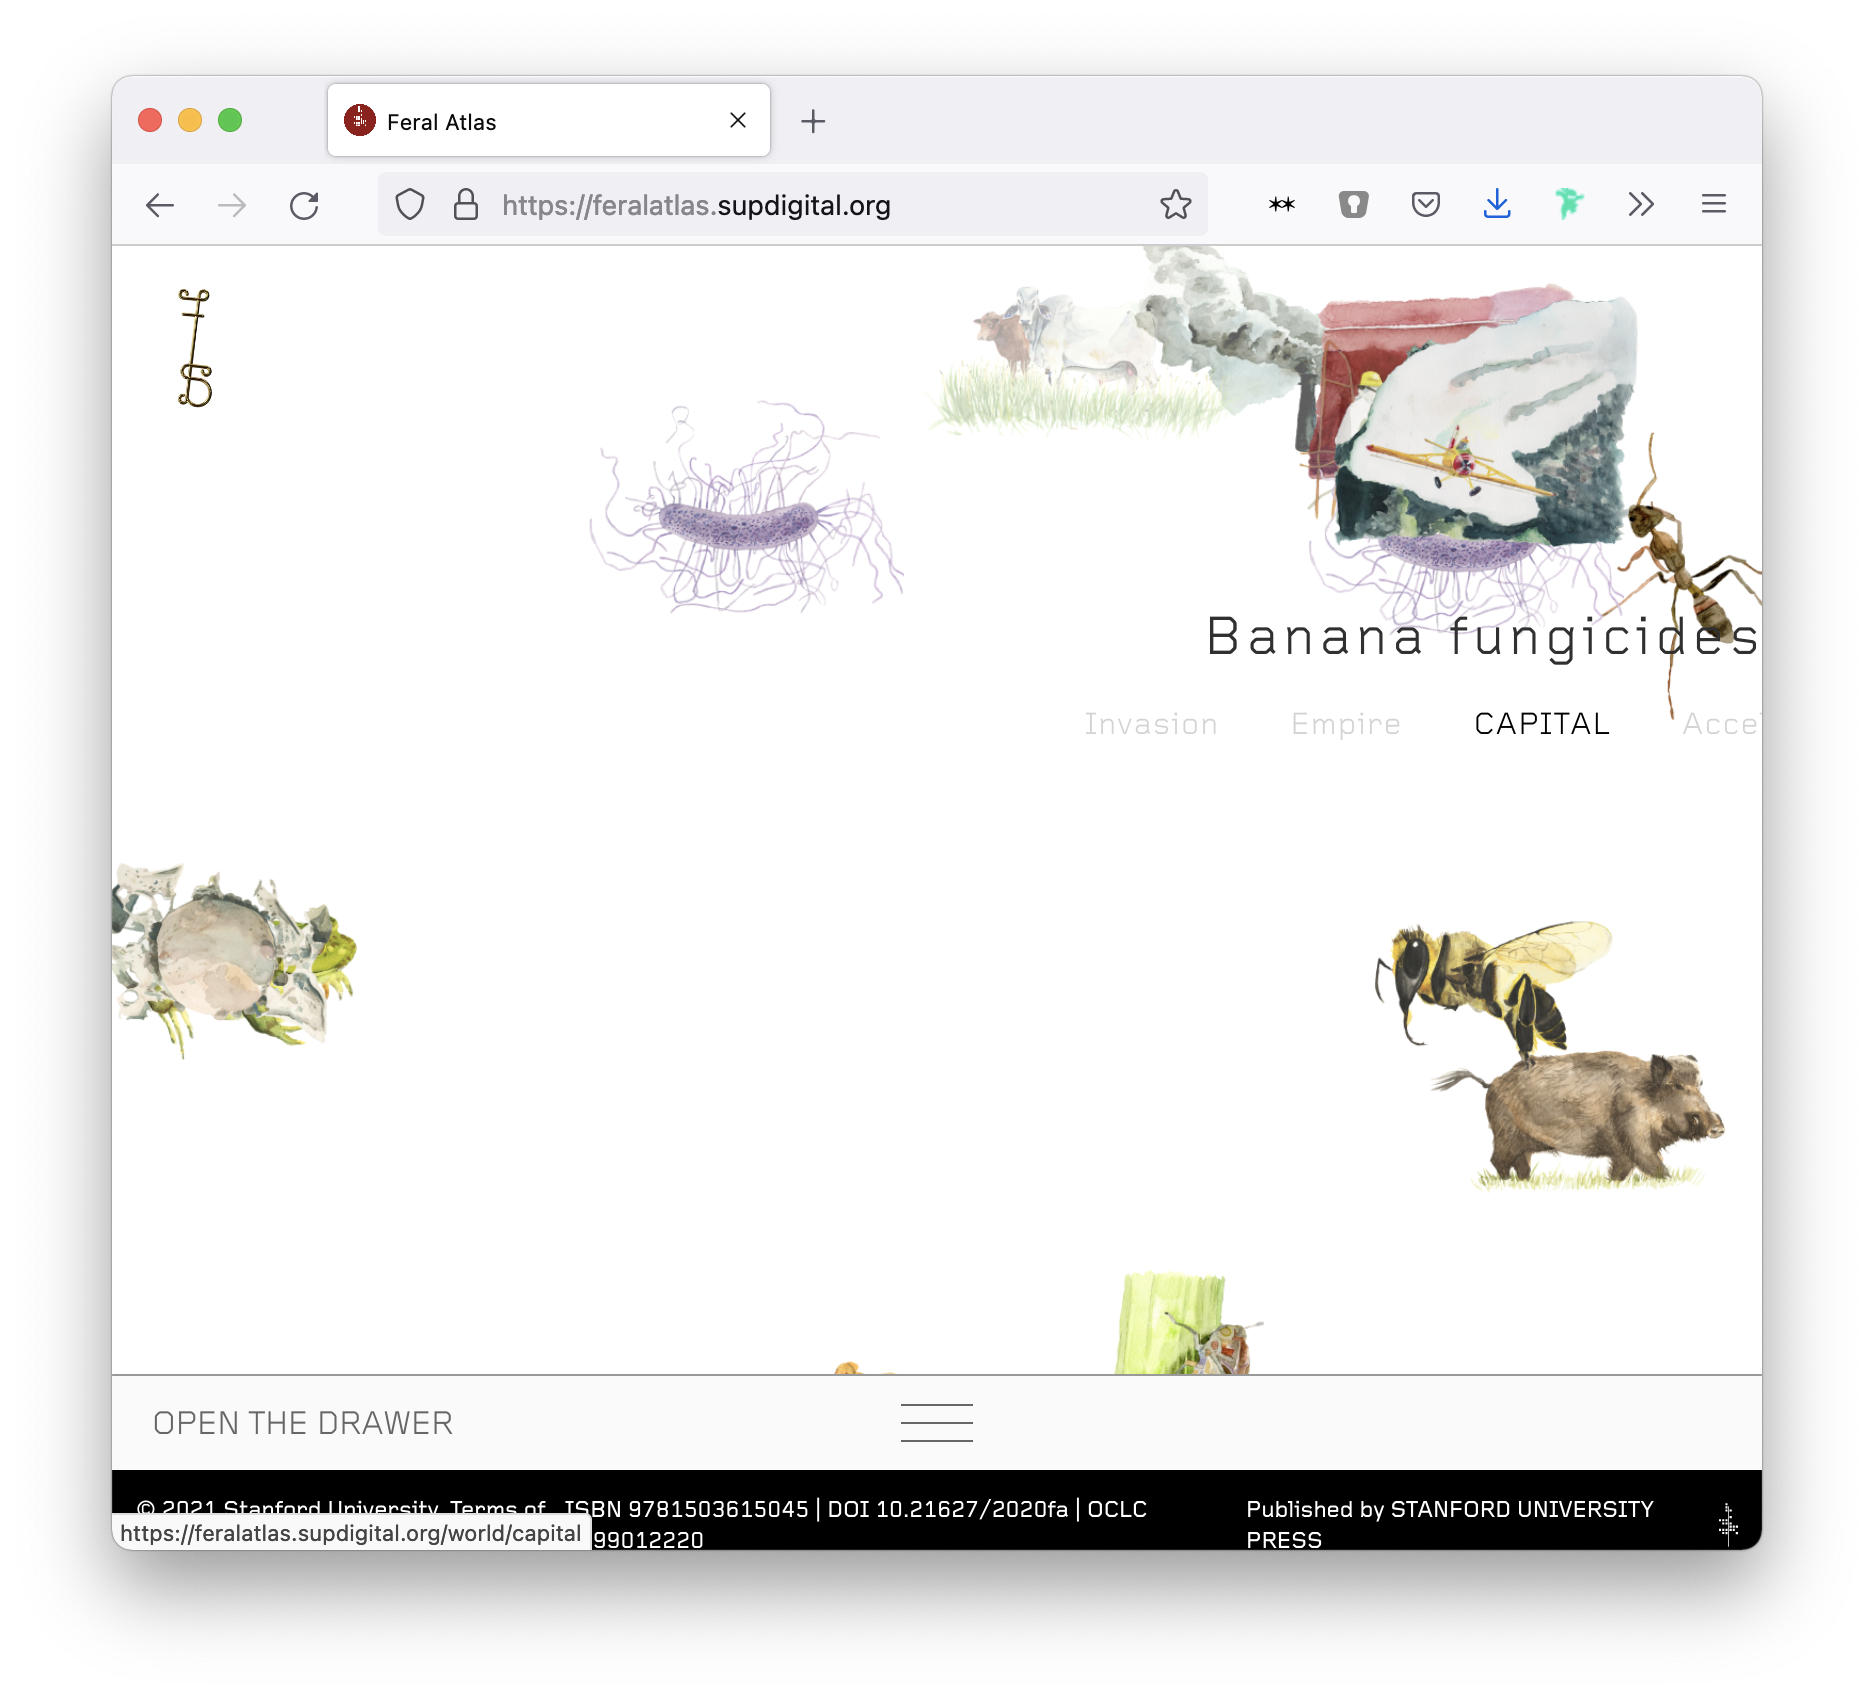 Feral Atlas
https://feralatlas.supdigital.org
Banana fungicides
Invasion Empire CAPITAL Acce
OPEN THE DRAWER
© 2021 Stanford University. Terms of ISBN 9781503615045 | DOI 10.21627/2020fa | OCLC Published by STANFORD UNIVERSITY
https://feralatlas.supdigital.org/world/capital 99012220 PRESS